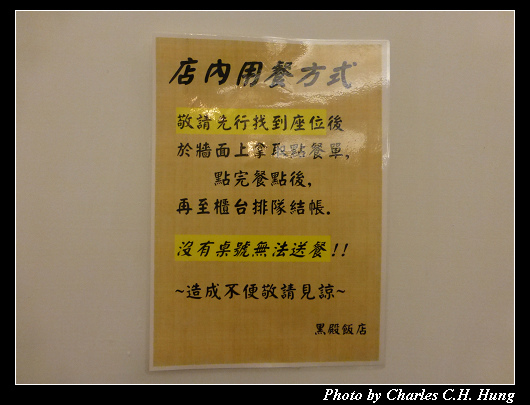 店內用餐方式
敬請先行找到座位後
於牆面上拿取點餐單,
點完餐點後,
再至櫃台排隊結帳.
沒有桌號無法送餐!!
~造成不便敬請見諒~
黑殿飯店
Photo by Charles C.H. Hung